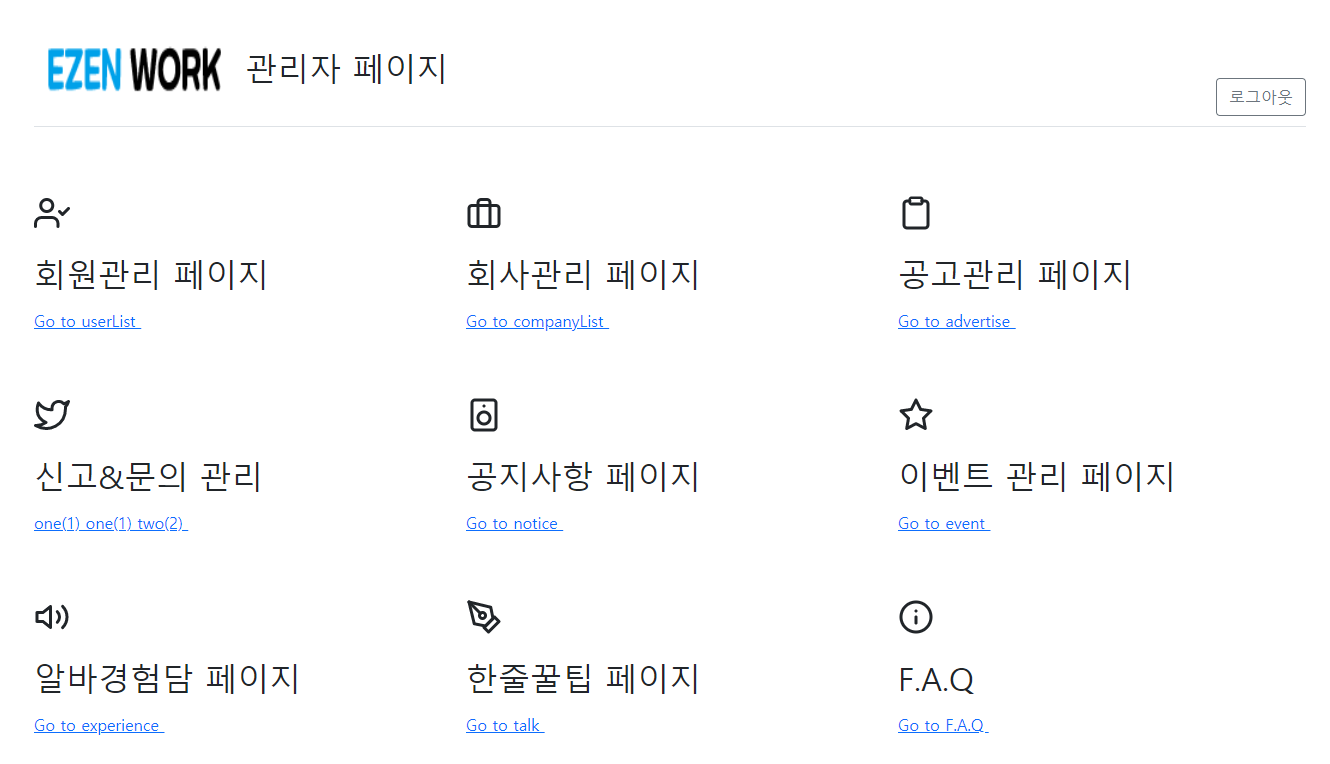 EZEN WORK 관리자 페이지
로그아웃
회원관리 페이지
Go to userList
회사관리 페이지
Go to companyList
공고관리 페이지
Go to advertise
신고&문의 관리
one(1) one(1) two(2)
공지사항 페이지
Go to notice
이벤트 관리 페이지
Go to event
알바경험담 페이지
Go to experience
한줄꿀팁 페이지
Go to talk
F.A.Q
Go to F.A.Q